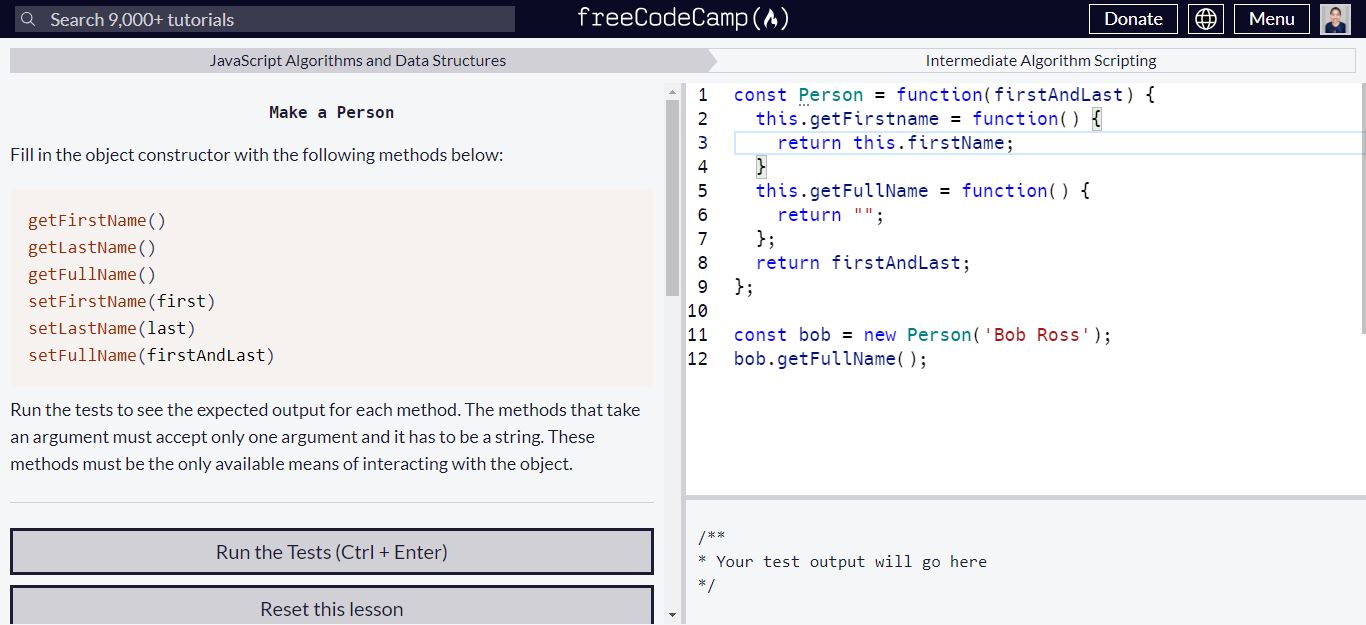 Search 9,000+ tutorials
freeCodeCamp
Donate
Menu
JavaScript Algorithms and Data Structures
Intermediate Algorithm Scripting
Make a Person
Fill in the object constructor with the following methods below:
getFirstName()
getLastName()
getFullName()
setFirstName(first)
setLastName(last)
setFullName(firstAndLast)
Run the tests to see the expected output for each method. The methods that take
an argument must accept only one argument and it has to be a string. These
methods must be the only available means of interacting with the object.
Run the Tests (Ctrl + Enter)
Reset this lesson
1 const Person = function(firstAndLast) {
2 this.getFirstname = function() {
3 return this.firstName;
4 }
5 this.getFullName = function() {
6 return "";
7 };
8 return firstAndLast;
9 };
10
11 const bob = new Person('Bob Ross');
12 bob.getFullName();
/**
* Your test output will go here
*/